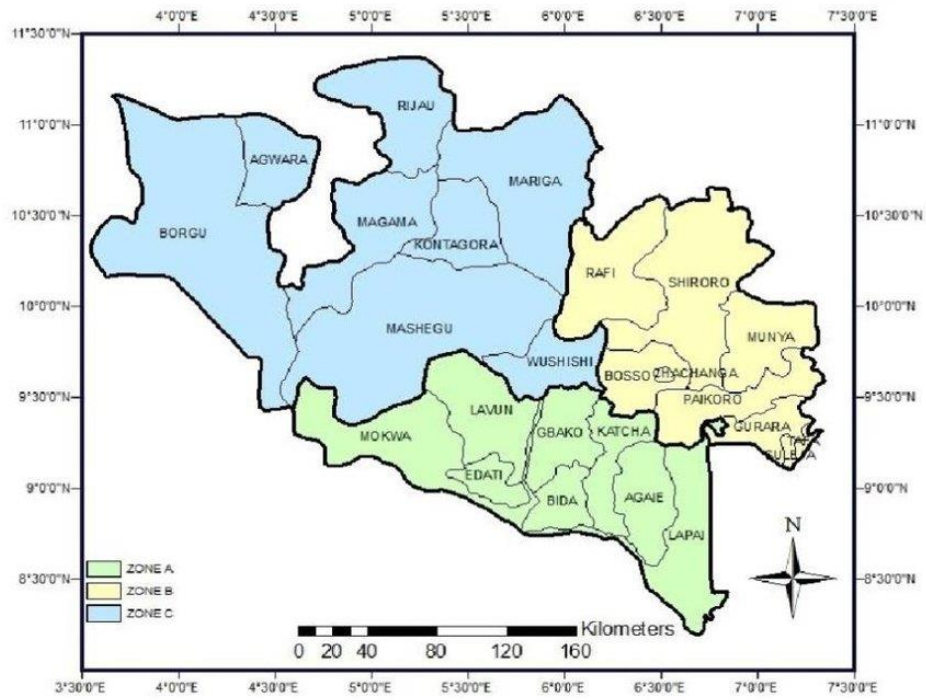 4°0'0"E 4°30'0"E 5°0'0"E 5°30'0"E 6°0'0"E 6°30'0"E 7°0'0"E 7°30'0"E
11°30'0"N
RIJAU
11°0'0"N 11°0'0"N
AGWARA
MARIGA
MAGAMA
10°30'0"N 10°30'0"N
BORGU
KONTAGORA
RAFI
SHIRORO
10°0'0"N 10°0'0"N
MASHEGU
MUNYA
WUSHISHI
BOSSO CHACHANGA
9°30'0"N 9°30'0"N
PAIKORO
LAVUN
GURARA
MOKWA
GBAKO KATCHA
EDATI
9°0'0"N 9°0'0"N
BIDA
AGAIE
LAPAI
N
ZONE A
8°30'0"N 8°30'0"N
ZONE B
ZONE C
Kilometers
0 20 40 80 120 160
3°30'0"E 4°0'0"E 4°30'0"E 5°0'0"E 5°30'0"E 6°0'0"E 6°30'0"E 7°0'0"E 7°30'0"E